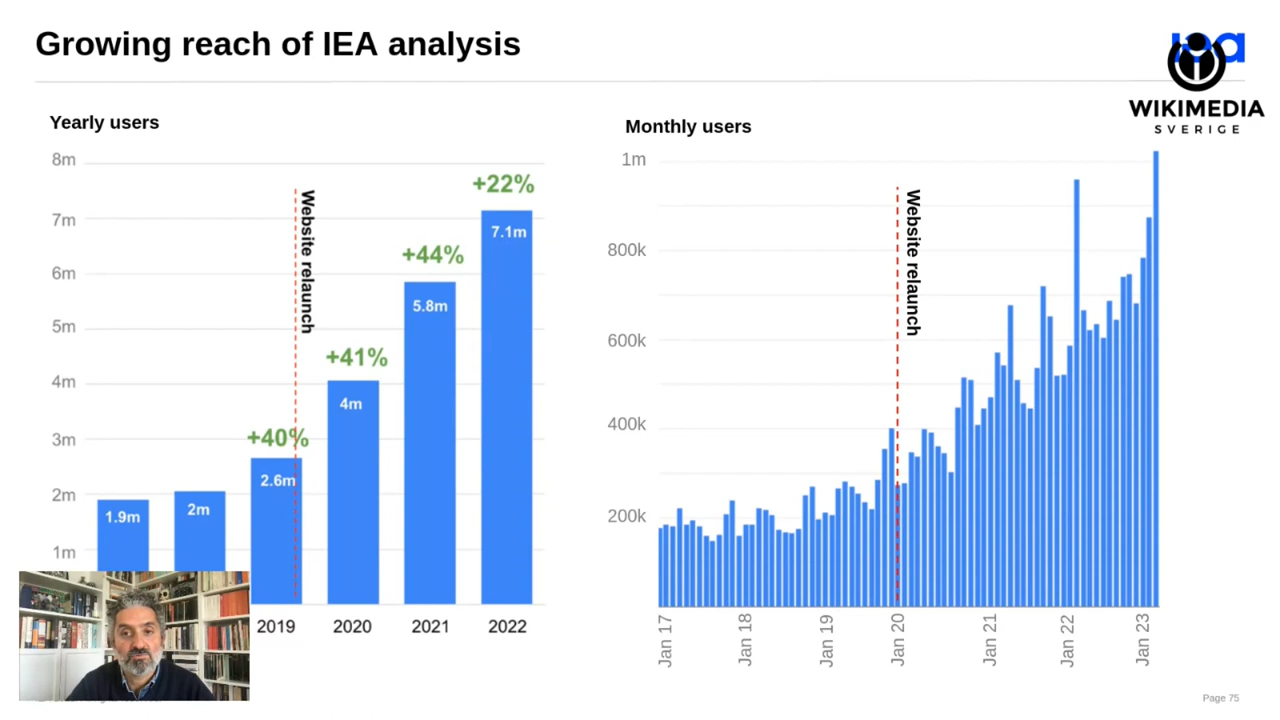 Growing reach of IEA analysis
iea
WIKIMEDIA
SVERIGE
Yearly users
8m
7m
6m
5m
4m
3m
2m
1m
+22%
+44%
+41%
+40%
Website relaunch
7.1m
5.8m
4m
2.6m
2m
1.9m
2019
2020
2021
2022
Monthly users
1m
800k
600k
400k
200k
Website relaunch
Jan 17
Jan 18
Jan 19
Jan 20
Jan 21
Jan 22
Jan 23
Page 75